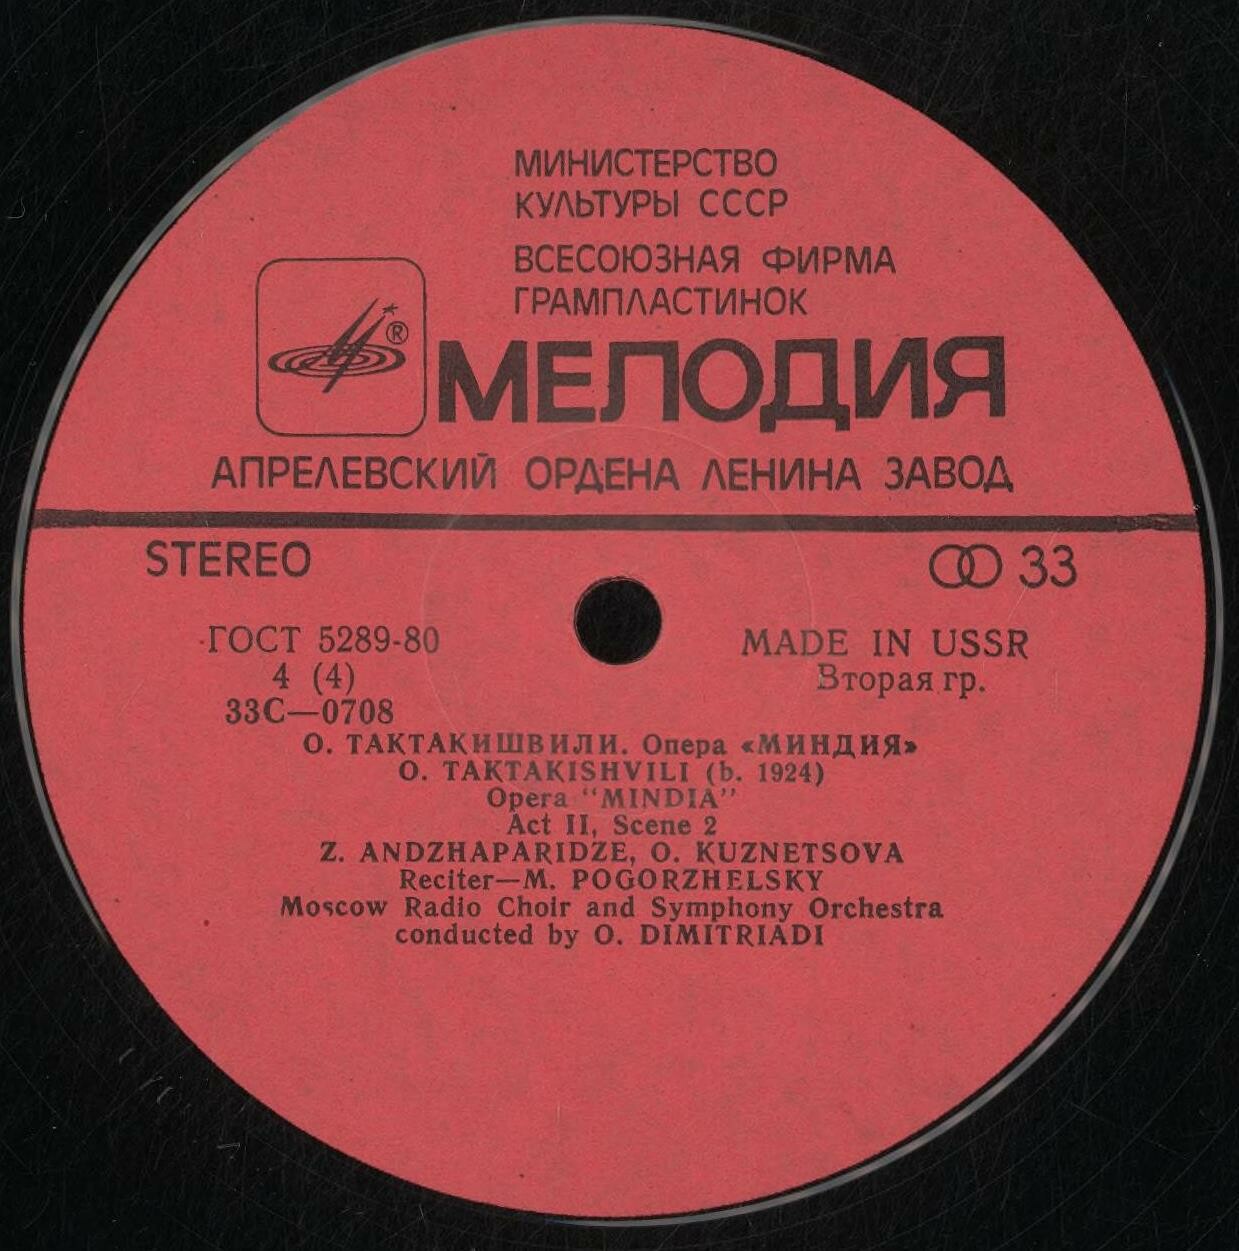 МИНИСТЕРСТВО
КУЛЬТУРЫ СССР
ВСЕСОЮЗНАЯ ФИРМА
ГРАМПЛАСТИНОК
®
МЕЛОДИЯ
АПРЕЛЕВСКИЙ ОРДЕНА ЛЕНИНА ЗАВОД
STEREO
33
ГОСТ 5289-80
4 (4)
33С—0708
MADE IN USSR
Вторая гр.
О. ТАКТАКИШВИЛИ. Опера «МИНДИЯ»
O. TAKTAKISHVILI (b. 1924)
Opera "MINDIA"
Act II, Scene 2
Z. ANDZHAPARIDZE, O. KUZNETSOVA
Reciter—M. POGORZHELSKY
Moscow Radio Choir and Symphony Orchestra
conducted by O. DIMITRIADI